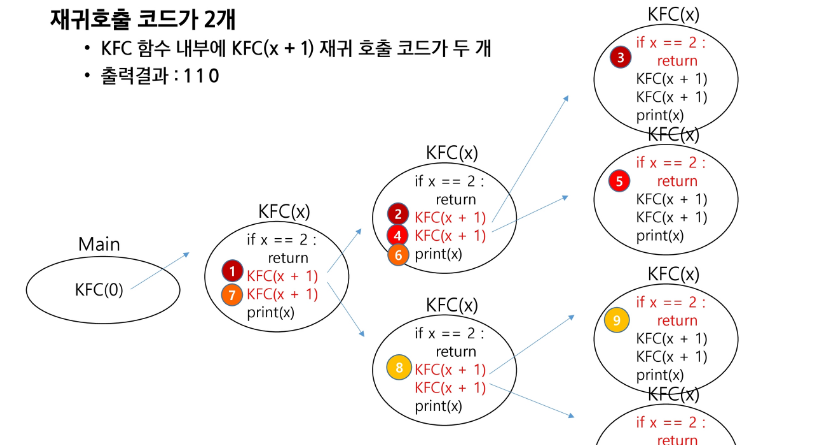 재귀호출 코드가 2개
• KFC 함수 내부에 KFC(x + 1) 재귀 호출 코드가 두 개
• 출력결과 : 1 1 0
Main
KFC(0)
KFC(x)
if x == 2 :
return
1 KFC(x + 1)
7 KFC(x + 1)
print(x)
KFC(x)
if x == 2 :
return
2 KFC(x + 1)
4 KFC(x + 1)
6 print(x)
KFC(x)
if x == 2 :
return
8 KFC(x + 1)
KFC(x + 1)
print(x)
KFC(x)
if x == 2 :
3 return
KFC(x + 1)
KFC(x + 1)
print(x)
KFC(x)
if x == 2 :
5 return
KFC(x + 1)
KFC(x + 1)
print(x)
KFC(x)
if x == 2 :
9 return
KFC(x + 1)
KFC(x + 1)
print(x)
KFC(x)
if x == 2 :
return